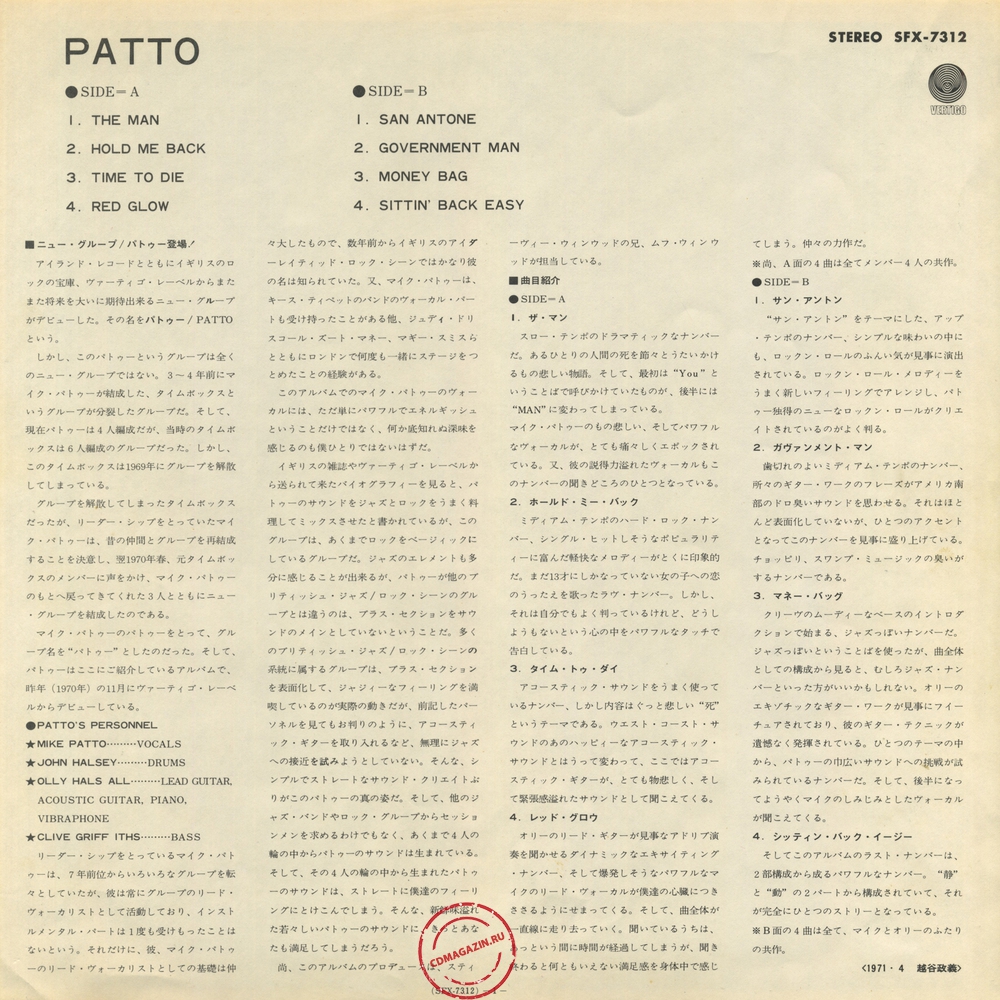 PATTO
STEREO SFX-7312
VERTIGO
●SIDE=A
1. THE MAN
2. HOLD ME BACK
3. TIME TO DIE
4. RED GLOW
●SIDE=B
1. SAN ANTONE
2. GOVERNMENT MAN
3. MONEY BAG
4. SITTIN' BACK EASY
■ニュー・グループ/パトゥー登場!
アイランド・レコードとともにイギリスのロ
ックの宝庫、ヴァーティゴ・レーベルからまた
また将来を大いに期待出来るニュー・グループ
がデビューした。その名をパトゥー/PATTO
という。
しかし、このパトゥーというグループは全く
のニュー・グループではない。3〜4年前にマ
イク・パトゥーが結成した、タイムボックスと
いうグループが分裂したグループだ。そして、
現在パトゥーは4人編成だが、当時のタイムボ
ックスは6人編成のグループだった。しかし、
このタイムボックスは1969年にグループを解散
してしまっている。
グループを解散してしまったタイムボックス
だったが、リーダー・シップをとっていたマイ
ク・パトゥーは、昔の仲間とグループを再結成
することを決意し、翌1970年春、元タイムボッ
クスのメンバーに声をかけ、マイク・パトゥー
のもとへ戻ってきてくれた3人とともにニュー
・グループを結成したのである。
マイク・パトゥーのパトゥーをとって、グル
ープ名を“パトゥー”としたのだった。そして、
パトゥーはここにご紹介しているアルバムで、
昨年(1970年)の11月にヴァーティゴ・レーベ
ルからデビューしている。
●PATTO'S PERSONNEL
★MIKE PATTO………VOCALS
★JOHN HALSEY………DRUMS
★OLLY HALS ALL………LEAD GUITAR,
ACOUSTIC GUITAR, PIANO,
VIBRAPHONE
★CLIVE GRIFF ITHS………BASS
リーダー・シップをとっているマイク・パト
ゥーは、7年前位からいろいろなグループを転
々としていたが、彼は常にグループのリード・
ヴォーカリストとして活動しており、インスト
ルメンタル・パートは1度も受けもったことは
ないという。それだけに、彼、マイク・パトゥ
ーのリード・ヴォーカリストとしての基礎は仲
々大したもので、数年前からイギリスのアイダ
ーレイティッド・ロック・シーンではかなり彼
の名は知られていた。又、マイク・パトゥーは、
キース・ティペットのバンドのヴォーカル・パー
トも受け持ったことがある他、ジュディ・ドリ
スコール・ズート・マネー、マギー・スミスら
とともにロンドンで何度も一緒にステージをつ
とめたことの経験がある。
このアルバムでのマイク・パトゥーのヴォー
カルには、ただ単にパワフルでエネルギッシュ
ということだけではなく、何か底知れぬ深味を
感じるのも僕ひとりではないはずだ。
イギリスの雑誌やヴァーティゴ・レーベルか
ら送られて来たバイオグラフィーを見ると、パ
トゥーのサウンドをジャズとロックをうまく料
理してミックスさせたと書かれているが、この
グループは、あくまでロックをベージィックに
しているグループだ。ジャズのエレメントも多
分に感じることが出来るが、パトゥーが他のブ
リティッシュ・ジャズ/ロック・シーンのグル
ープとは違うのは、ブラス・セクションをサウ
ンドのメインとしていないということだ。多く
のブリティッシュ・ジャズ/ロック・シーンの
系統に属するグループは、ブラス・セクション
を表面化して、ジャジィーなフィーリングを満
喫しているのが実際の動きだが、前記したパー
ソネルを見てもお判りのように、アコースティ
ック・ギターを取り入れるなど、無理にジャズ
への接近を試みようとしていない。そんな、シ
ンプルでストレートなサウンド・クリエイトぶ
りがこのパトゥーの真の姿だ。そして、他のジ
ャズ・バンドやロック・グループからセッショ
ンメンを求めるわけでもなく、あくまで4人の
輪の中からパトゥーのサウンドは生まれている。
そして、その4人の輪の中から生まれたパトゥ
ーのサウンドは、ストレートに僕達のフィーリ
ングにとけこんでしまう。そんな、新鮮味溢れ
た若々しいパトゥーのサウンドに、きっとあな
たも満足してしまうだろう。
尚、このアルバムのプロデュースは、スティ
ーヴィー・ウィンウッドの兄、ムフ・ウィンウ
ッドが担当している。
■曲目紹介
●SIDE=A
1. ザ・マン
スロー・テンポのドラマティックなナンバー
だ。あるひとりの人間の死を節々とうたいかけ
るもの悲しい物語。そして、最初は“You”と
いうことばで呼びかけていたものが、後半には
“MAN”に変わってしまっている。
マイク・パトゥーのもの悲しい、そしてパワフル
なヴォーカルが、とても痛々しくエボックされ
ている。又、彼の説得力溢れたヴォーカルもこ
のナンバーの聞きどころのひとつとなっている。
2. ホールド・ミー・バック
ミディアム・テンポのハード・ロック・ナン
バー、シングル・ヒットしそうなポピュラリテ
ィーに富んだ軽快なメロディーがとくに印象的
だ。まだ13才にしかなっていない女の子への恋
のうったえを歌ったラヴ・ナンバー。しかし、
それは自分でもよく判っているけれど、どうし
ようもないという心の中をパワフルなタッチで
告白している。
3. タイム・トゥ・ダイ
アコースティック・サウンドをうまく使って
いるナンバー、しかし内容はぐっと悲しい“死”
というテーマである。ウエスト・コースト・サ
ウンドのあのハッピィーなアコースティック・
サウンドとはうって変わって、ここではアコー
スティック・ギターが、とても物悲しく、そし
て緊張感溢れたサウンドとして聞こえてくる。
4. レッド・グロウ
オリーのリード・ギターが見事なアドリブ演
奏を聞かせるダイナミックなエキサイティング
・ナンバー、そして爆発しそうなパワフルなマ
イクのリード・ヴォーカルが僕達の心臓につき
ささるようにせまってくる。そして、曲全体が
一直線に走り去っていく。聞いているうちは、
あっという間に時間が経過してしまうが、聞き
終わると何ともいえない満足感を身体中で感じ
てしまう。仲々の力作だ。
※尚、A面の4曲は全てメンバー4人の共作。
●SIDE=B
1. サン・アントン
“サン・アントン”をテーマにした、アップ
・テンポのナンバー、シンプルな味わいの中に
も、ロックン・ロールのふんい気が見事に演出
されている。ロックン・ロール・メロディーを
うまく新しいフィーリングでアレンジし、パト
ゥー独得のニューなロックン・ロールがクリエ
イトされているのがよく判る。
2. ガヴァンメント・マン
歯切れのよいミディアム・テンポのナンバー、
所々のギター・ワークのフレーズがアメリカ南
部のドロ臭いサウンドを思わせる。それはほと
んど表面化していないが、ひとつのアクセント
となってこのナンバーを見事に盛り上げている。
チョッピリ、スワンプ・ミュージックの臭いが
するナンバーである。
3. マネー・バッグ
クリーヴのムーディーなベースのイントロダ
クションで始まる、ジャズっぽいナンバーだ。
ジャズっぽいということばを使ったが、曲全体
としての構成から見ると、むしろジャズ・ナン
バーといった方がいいかもしれない。オリーの
エキゾチックなギター・ワークが見事にフィー
チュアされており、彼のギター・テクニックが
遺憾なく発揮されている。ひとつのテーマの中
から、パトゥーの巾広いサウンドへの挑戦が試
みられているナンバーだ。そして、後半になっ
てようやくマイクのしみじみとしたヴォーカル
が聞こえてくる。
4. シッティン・バック・イージー
そしてこのアルバムのラスト・ナンバーは、
2部構成から成るパワフルなナンバー。“静”
と“動”の2パートから構成されていて、それ
が完全にひとつのストリーとなっている。
※B面の4曲は全て、マイクとオリーのふたり
の共作。
〈1971・4 越谷政義〉
(SFX-7312)
CDMAGAZIN.RU